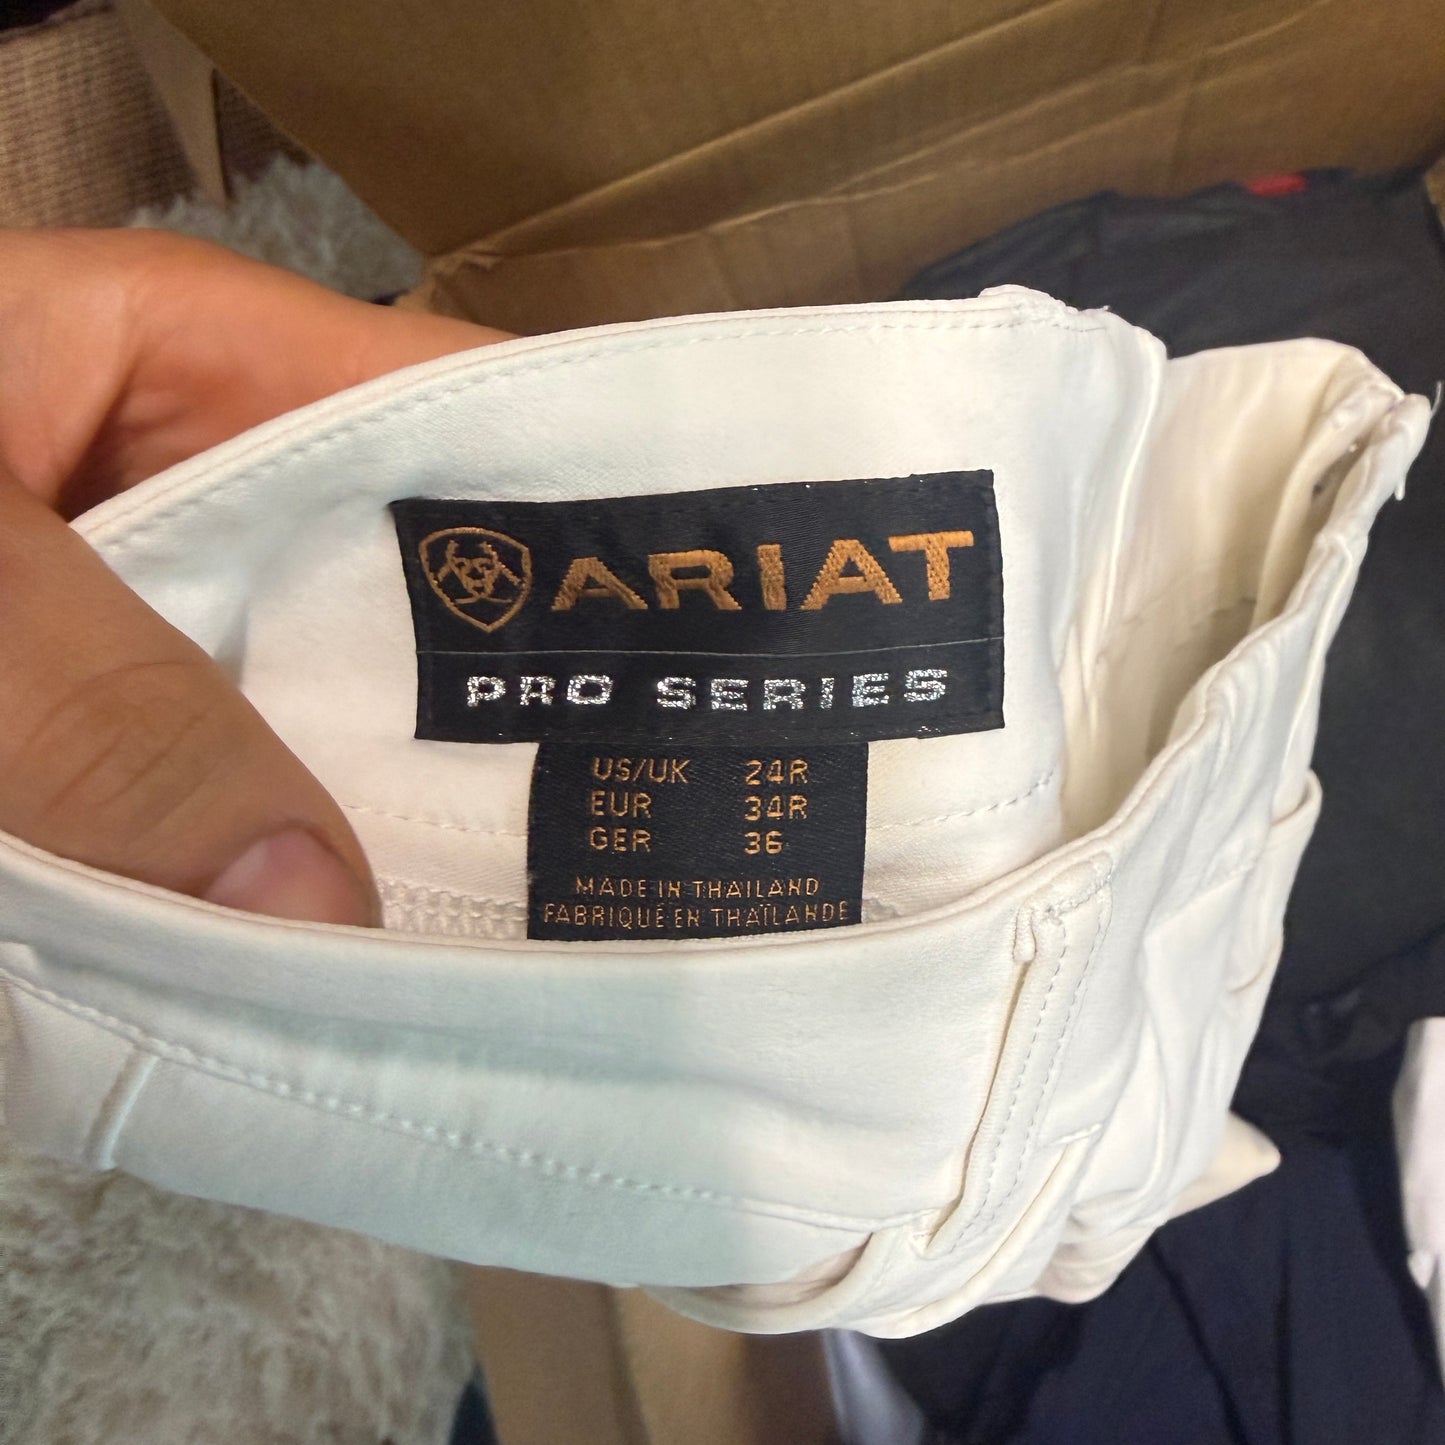 ARIAT
PRO SERIES
US/UK 24R
EUR 34R
GER 36
MADE IN THAILAND
FABRIQUÉ EN THAÏLANDE